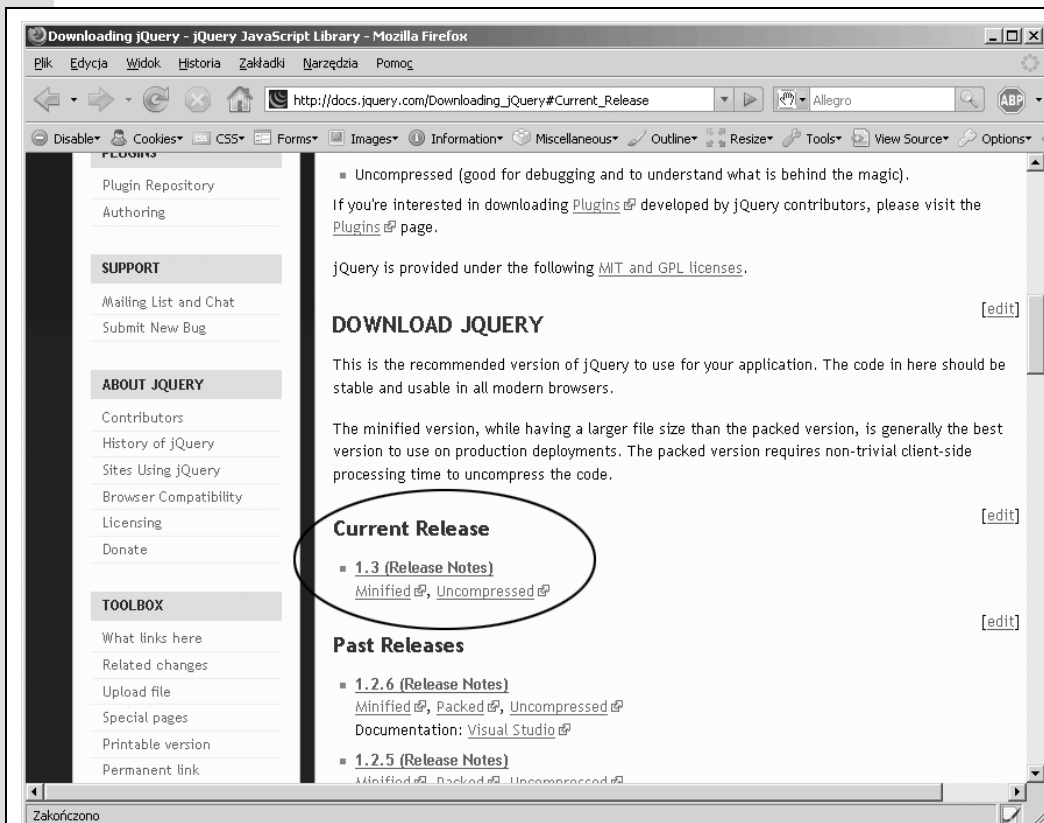 Downloading jQuery - jQuery JavaScript Library - Mozilla Firefox
Plik Edycja Widok Historia Zakładki Narzędzia Pomoc
http://docs.jquery.com/Downloading_jQuery#Current_Release Allegro ABP
Disable Cookies CSS Forms Images Information Miscellaneous Outline Resize Tools View Source Options
PLUGINS
Plugin Repository
Authoring
SUPPORT
Mailing List and Chat
Submit New Bug
ABOUT JQUERY
Contributors
History of jQuery
Sites Using jQuery
Browser Compatibility
Licensing
Donate
TOOLBOX
What links here
Related changes
Upload file
Special pages
Printable version
Permanent link
Uncompressed (good for debugging and to understand what is behind the magic).
If you're interested in downloading Plugins developed by jQuery contributors, please visit the
Plugins page.
jQuery is provided under the following MIT and GPL licenses.
[edit]
DOWNLOAD JQUERY
This is the recommended version of jQuery to use for your application. The code in here should be
stable and usable in all modern browsers.
The minified version, while having a larger file size than the packed version, is generally the best
version to use on production deployments. The packed version requires non-trivial client-side
processing time to uncompress the code.
[edit]
Current Release
1.3 (Release Notes)
Minified, Uncompressed
[edit]
Past Releases
1.2.6 (Release Notes)
Minified, Packed, Uncompressed
Documentation: Visual Studio
1.2.5 (Release Notes)
Minified, Packed, Uncompressed
Zakończono